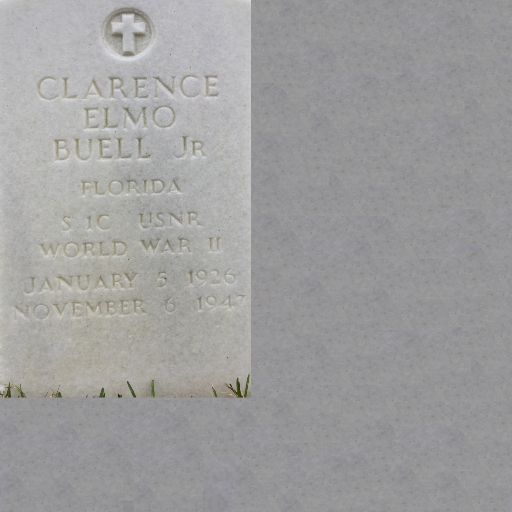 CLARENCE
ELMO
BUELL JR
FLORIDA
S 1C USNR
WORLD WAR II
JANUARY 5 1926
NOVEMBER 6 1947